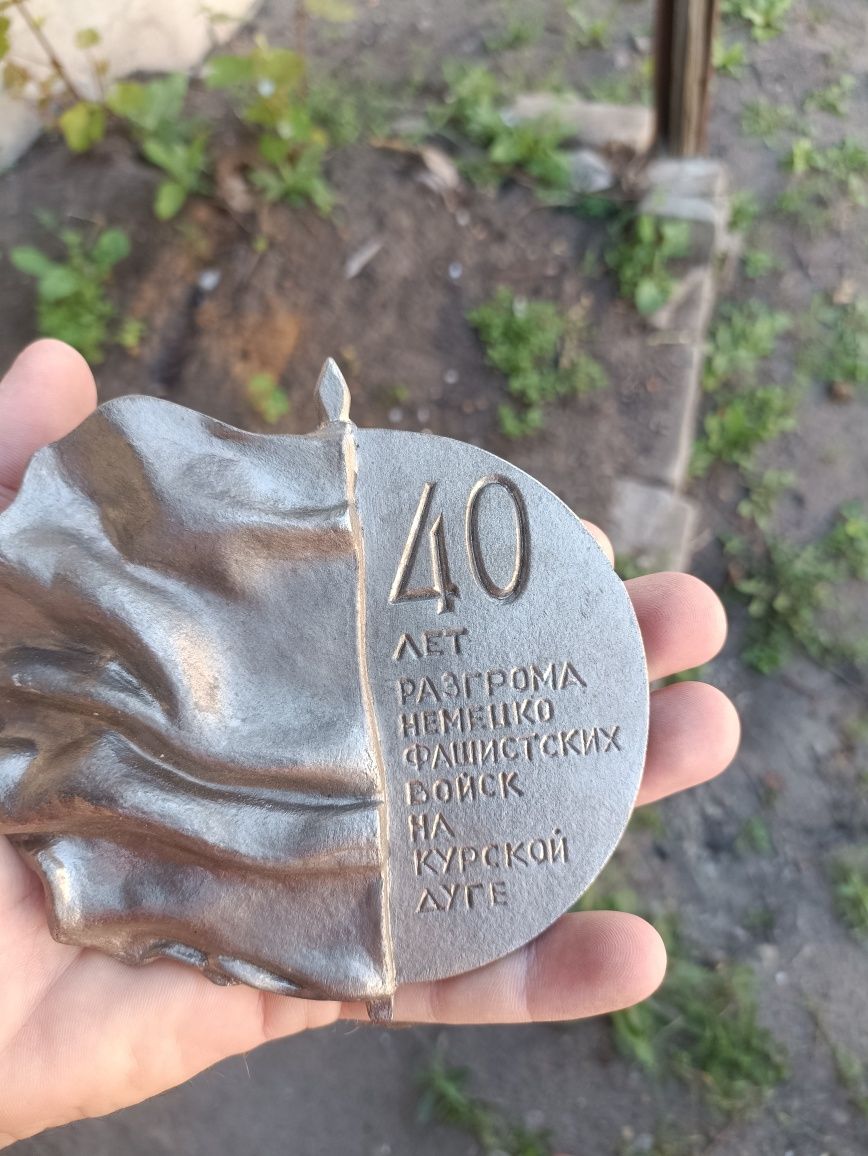 40
ЛЕТ
РАЗГРОМА
НЕМЕЦКО
ФАШИСТСКИХ
ВОЙСК
НА
КУРСКОЙ
ДУГЕ